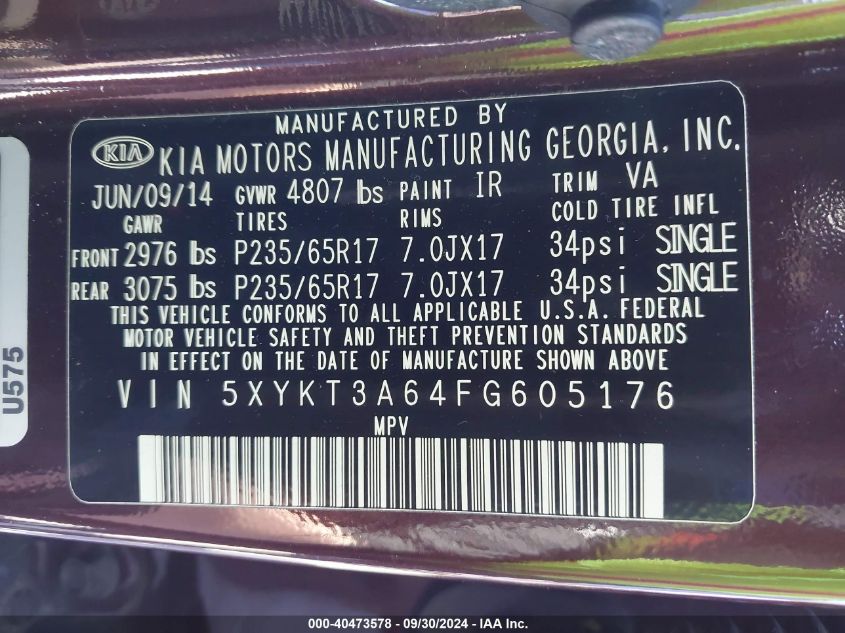 MANUFACTURED BY
KIA KIA MOTORS MANUFACTURING GEORGIA, INC.
JUN/09/14 GVWR 4807 lbs PAINT IR TRIM VA
GAWR TIRES RIMS COLD TIRE INFL
FRONT 2976 lbs P235/65R17 7.0JX17 34psi SINGLE
REAR 3075 lbs P235/65R17 7.0JX17 34psi SINGLE
THIS VEHICLE CONFORMS TO ALL APPLICABLE U.S.A. FEDERAL
MOTOR VEHICLE SAFETY AND THEFT PREVENTION STANDARDS
IN EFFECT ON THE DATE OF MANUFACTURE SHOWN ABOVE
VIN 5XYKT3A64FG605176
MPV
U575
000-40473578 - 09/30/2024 - IAA Inc.